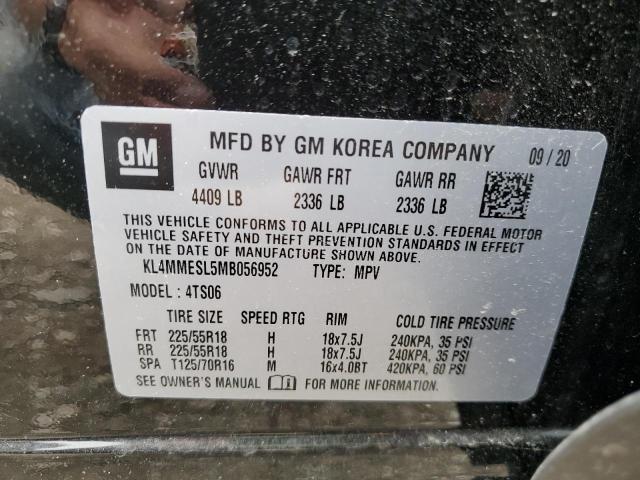 GM MFD BY GM KOREA COMPANY 09/20
GVWR GAWR FRT GAWR RR
4409 LB 2336 LB 2336 LB
THIS VEHICLE CONFORMS TO ALL APPLICABLE U.S. FEDERAL MOTOR
VEHICLE SAFETY AND THEFT PREVENTION STANDARDS IN EFFECT
ON THE DATE OF MANUFACTURE SHOWN ABOVE.
KL4MMESL5MB056952 TYPE: MPV
MODEL : 4TS06
TIRE SIZE SPEED RTG RIM COLD TIRE PRESSURE
FRT 225/55R18 H 18x7.5J 240KPA, 35 PSI
RR 225/55R18 H 18x7.5J 240KPA, 35 PSI
SPA T125/70R16 M 16x4.0BT 420KPA, 60 PSI
SEE OWNER'S MANUAL FOR MORE INFORMATION.